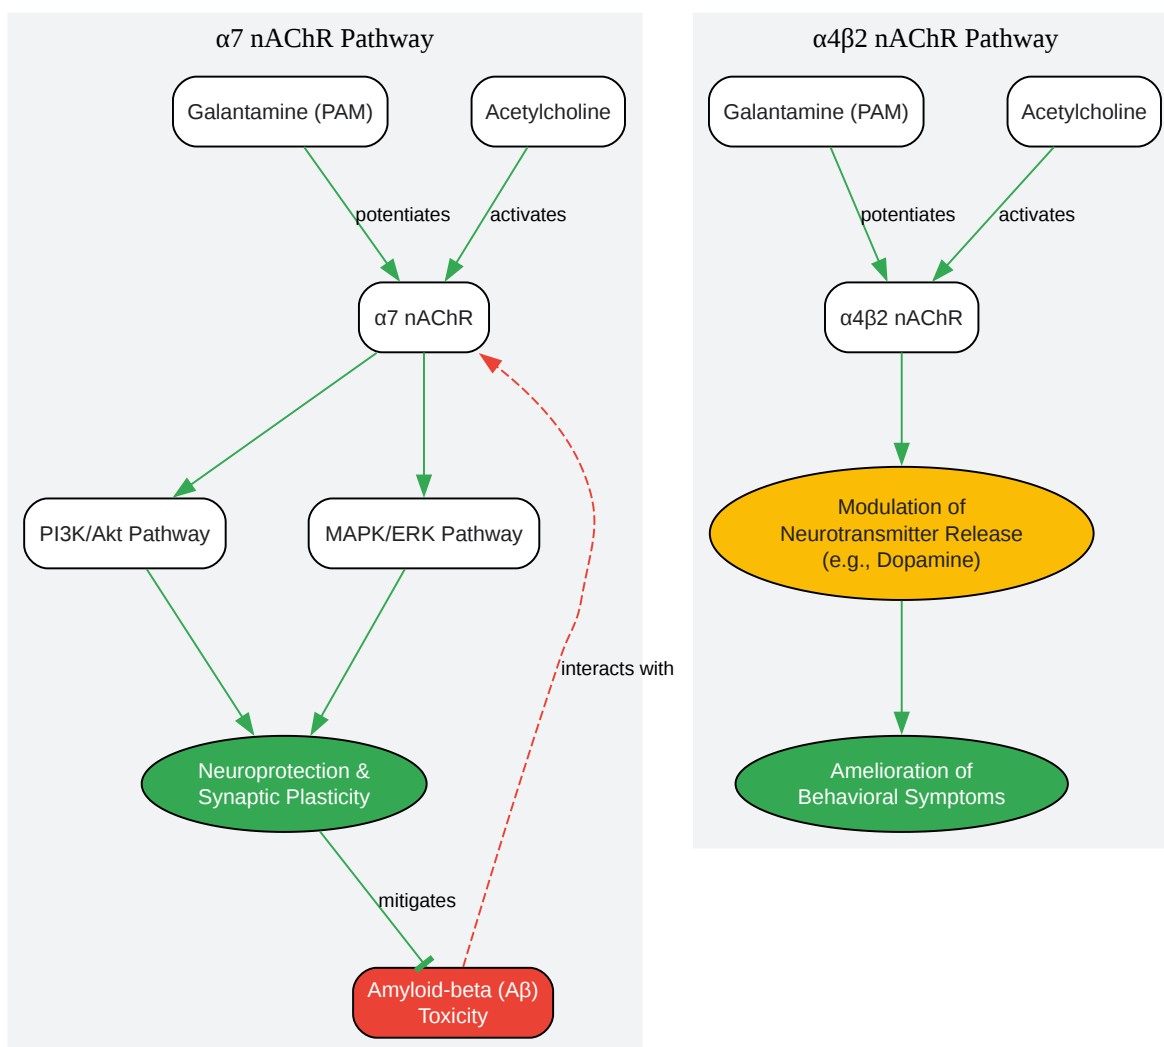 α7 nAChR Pathway
Galantamine (PAM)
Acetylcholine
potentiates
activates
α7 nAChR
PI3K/Akt Pathway
MAPK/ERK Pathway
interacts with
Neuroprotection &
Synaptic Plasticity
mitigates
Amyloid-beta (Aβ)
Toxicity
α4β2 nAChR Pathway
Galantamine (PAM)
Acetylcholine
potentiates
activates
α4β2 nAChR
Modulation of
Neurotransmitter Release
(e.g., Dopamine)
Amelioration of
Behavioral Symptoms